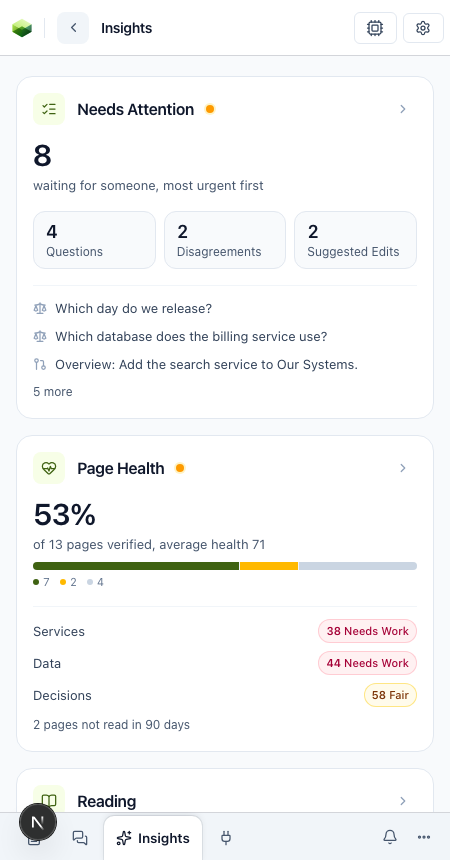 Insights
Needs Attention
8
waiting for someone, most urgent first
4
Questions
2
Disagreements
2
Suggested Edits
Which day do we release?
Which database does the billing service use?
Overview: Add the search service to Our Systems.
5 more
Page Health
53%
of 13 pages verified, average health 71
7 2 4
Services 38 Needs Work
Data 44 Needs Work
Decisions 58 Fair
2 pages not read in 90 days
Reading
N
Insights